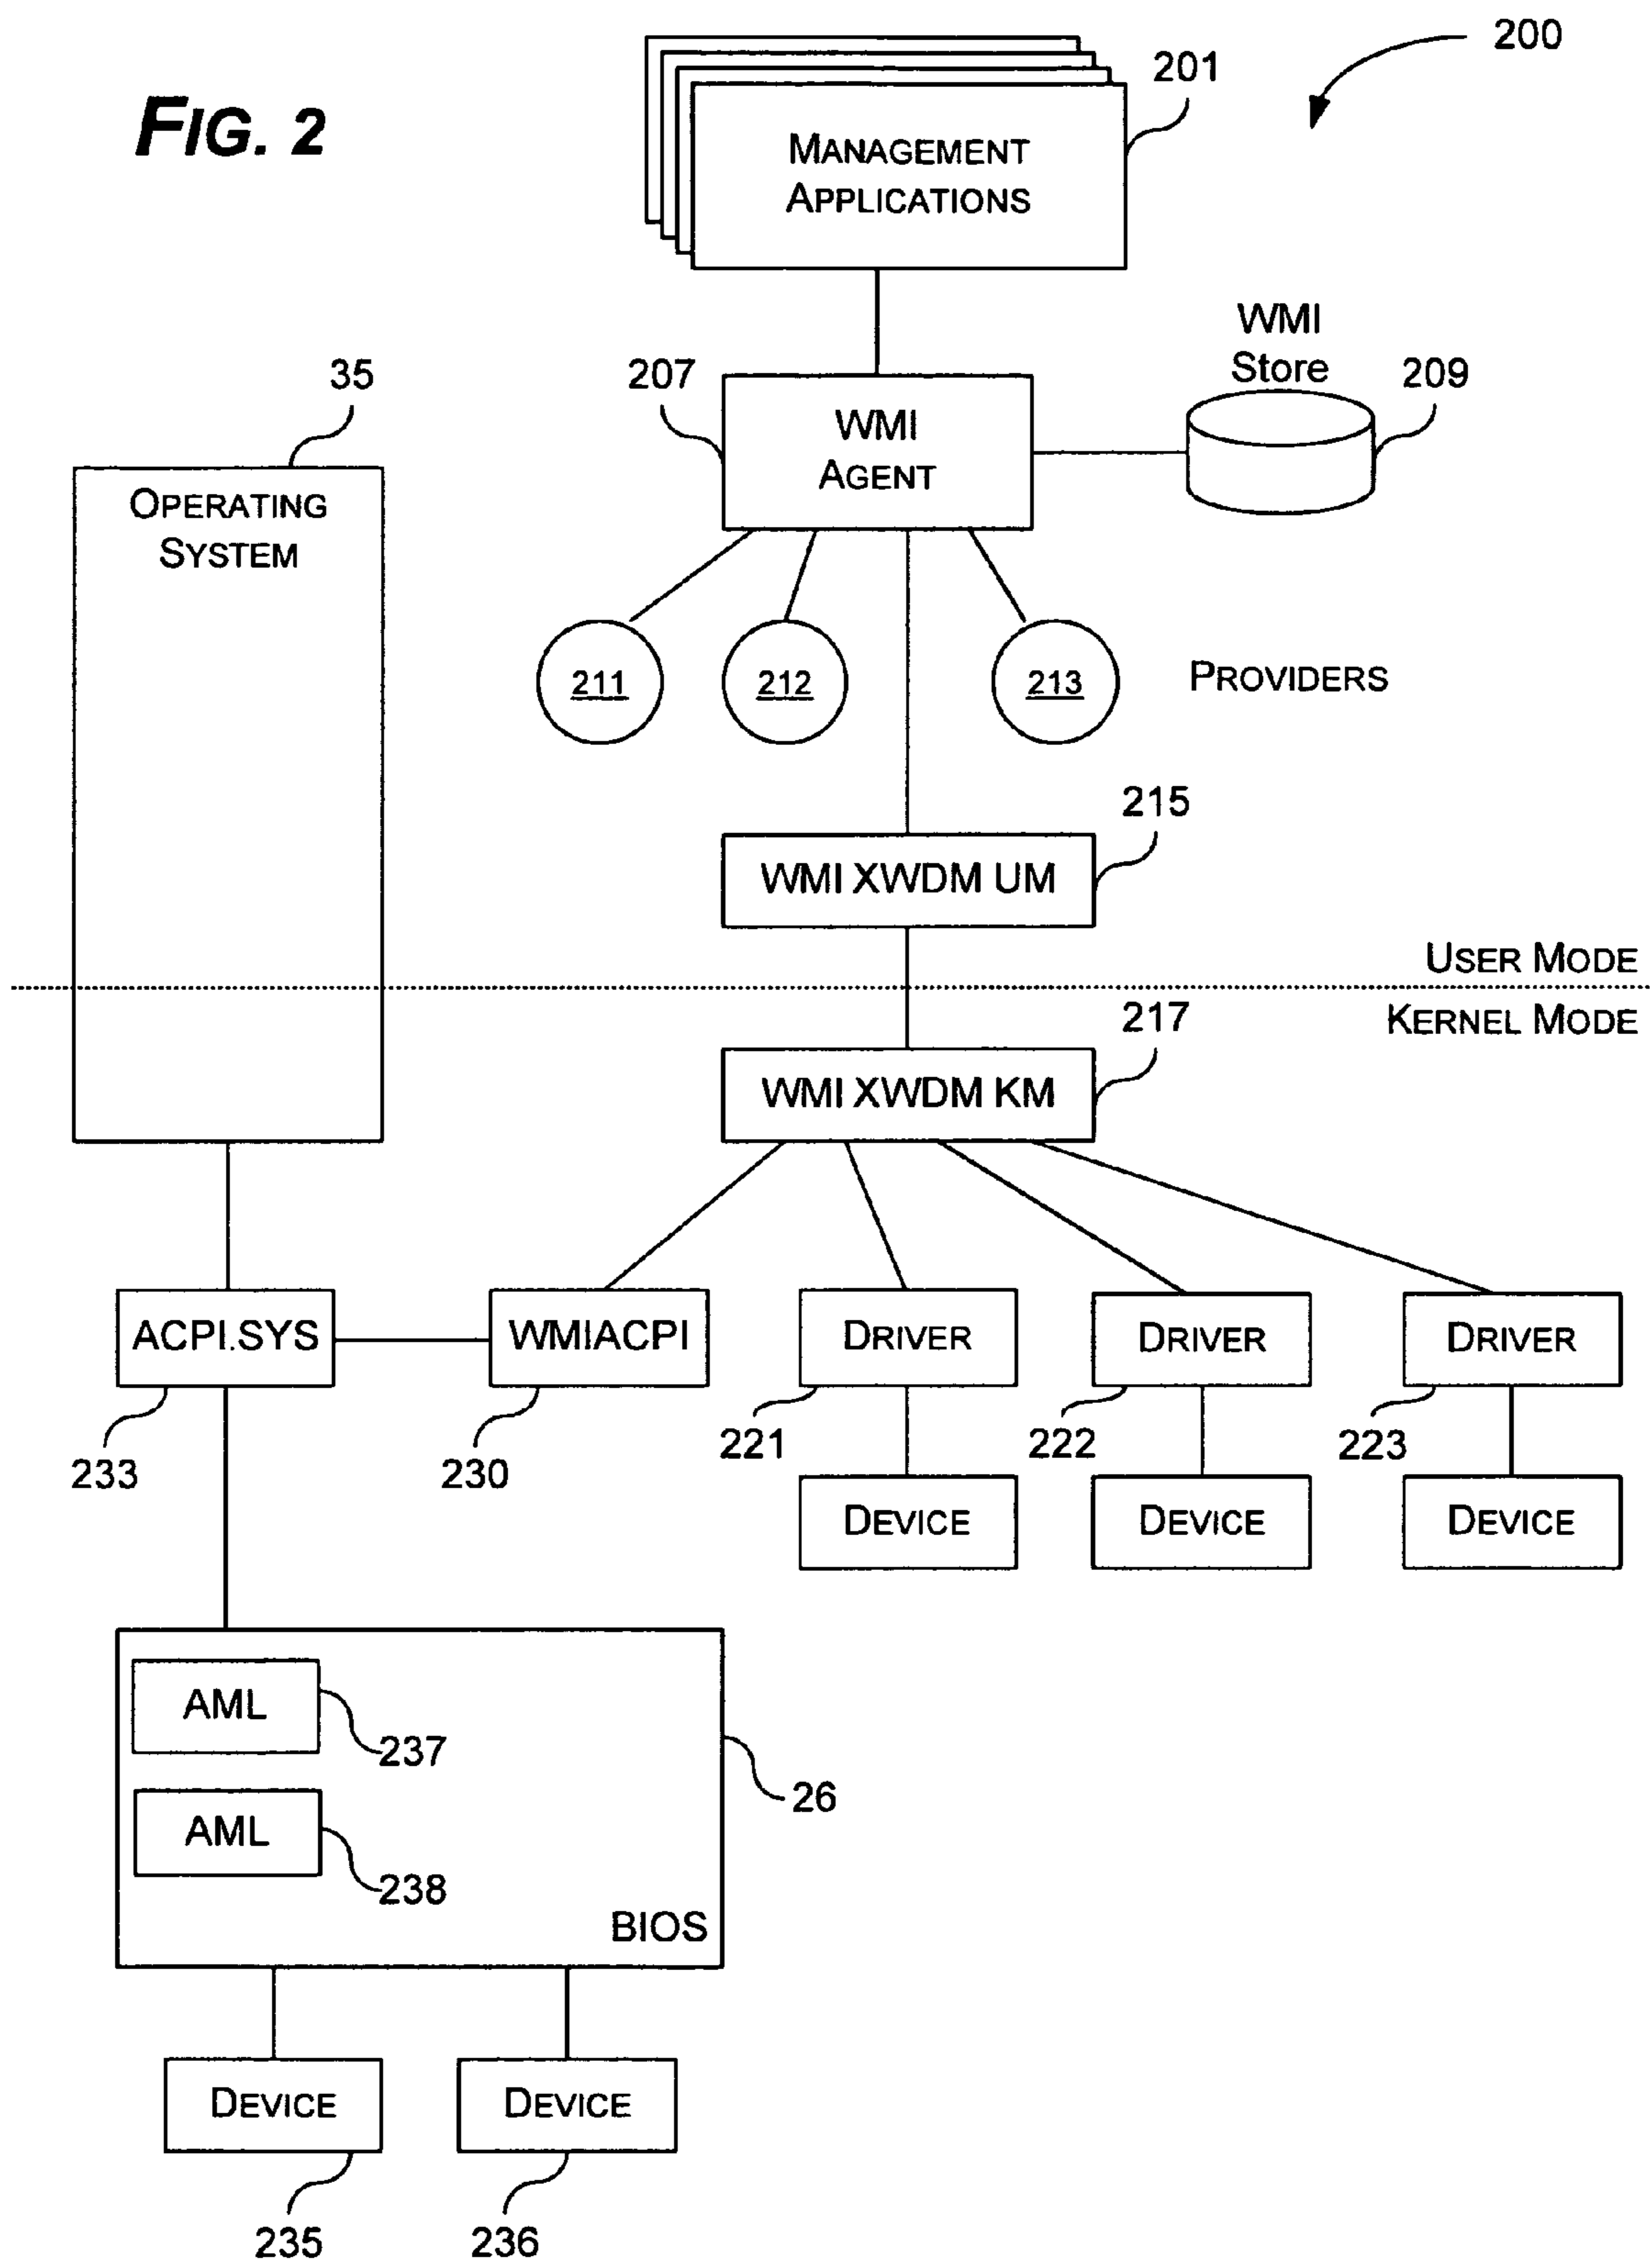 FIG. 2
200
201
MANAGEMENT
APPLICATIONS
WMI
Store
209
207
WMI
AGENT
35
OPERATING
SYSTEM
211
212
213
PROVIDERS
215
WMI XWDM UM
USER MODE
KERNEL MODE
217
WMI XWDM KM
ACPI.SYS
WMIACPI
DRIVER
DRIVER
DRIVER
233
230
221
222
223
DEVICE
DEVICE
DEVICE
AML
237
26
AML
238
BIOS
DEVICE
DEVICE
235
236